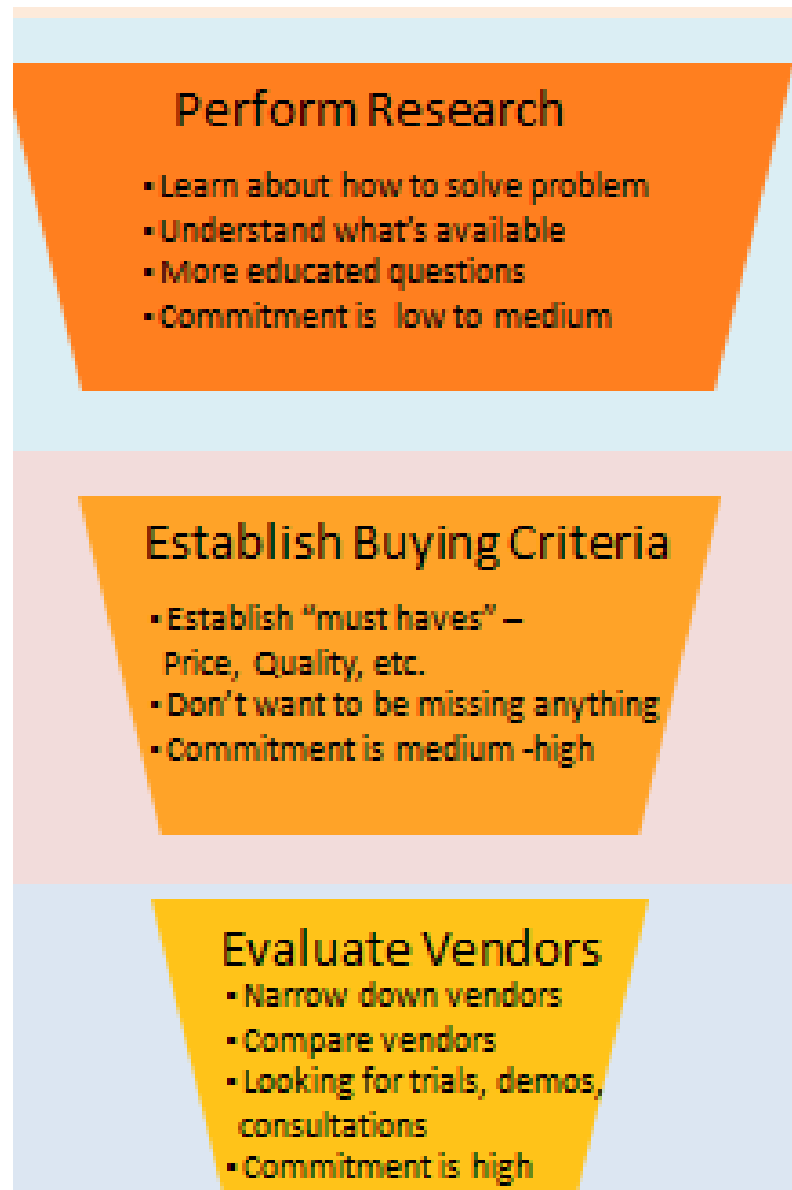 Perform Research
▪Learn about how to solve problem
▪Understand what's available
▪More educated questions
▪Commitment is low to medium
Establish Buying Criteria
▪Establish “must haves” –
Price, Quality, etc.
▪Don’t want to be missing anything
▪Commitment is medium -high
Evaluate Vendors
▪Narrow down vendors
▪Compare vendors
▪Looking for trials, demos,
consultations
▪Commitment is high